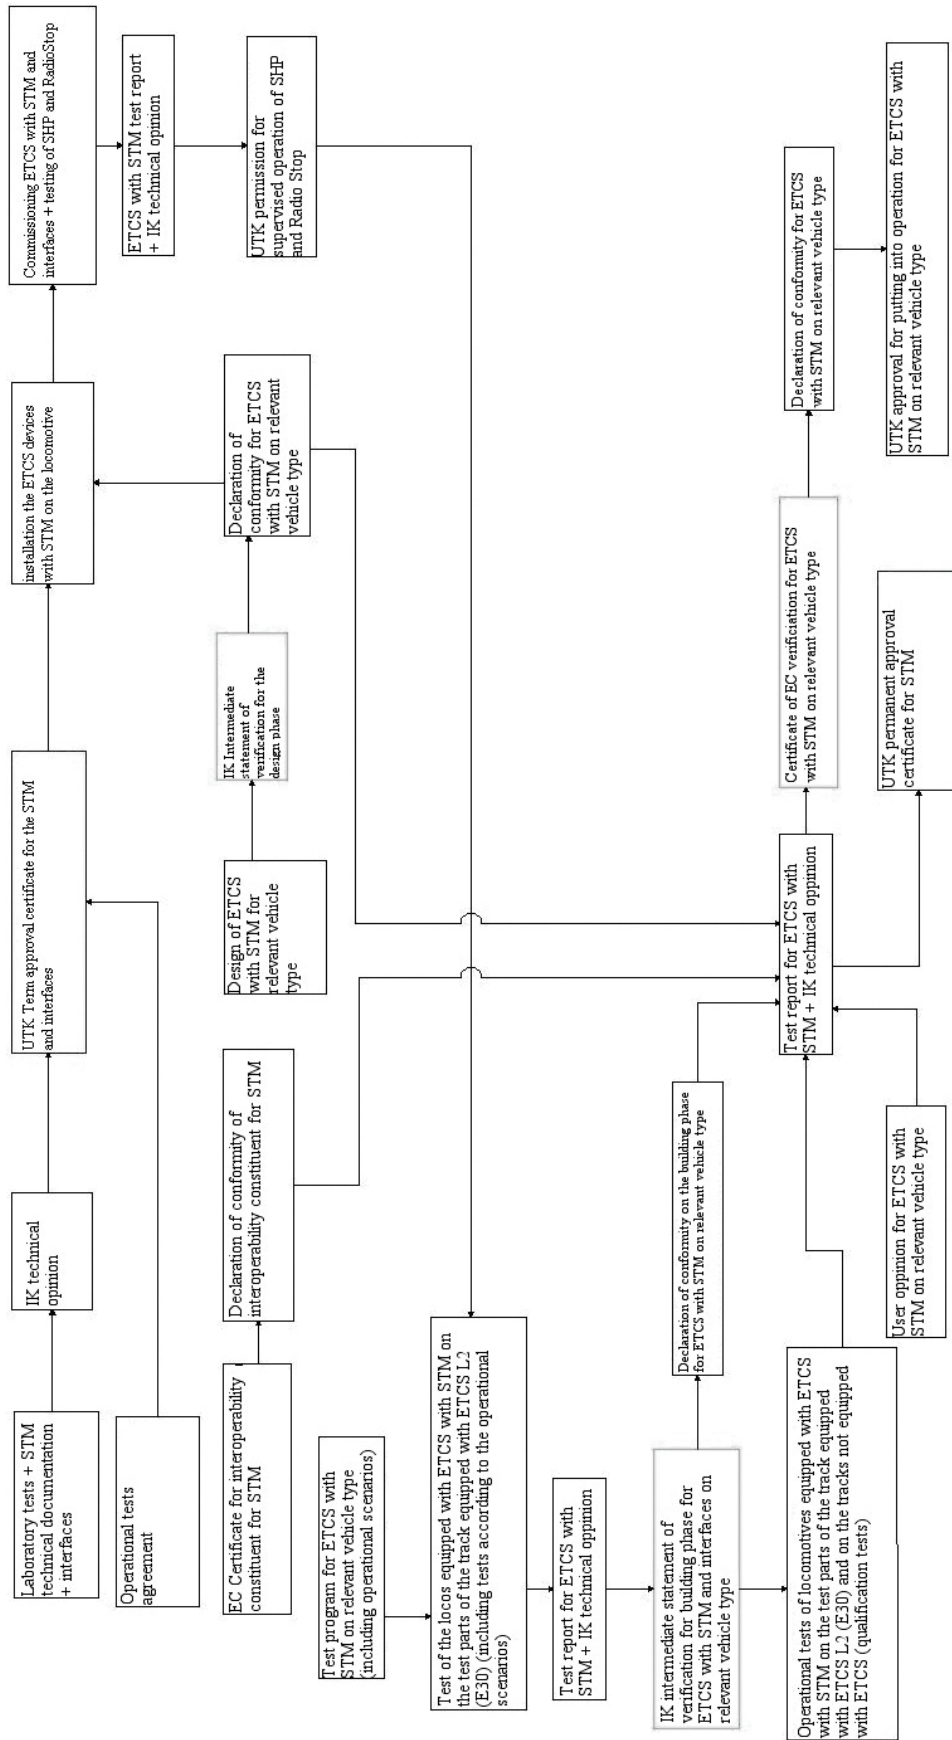 Laboratory tests + STM
technical documentation
+ interfaces
IK technical
opinion
UTK Term approval certificate for the STM
and interfaces
installation the ETCS devices
with STM on the locomotive
Commissioning ETCS with STM and
interfaces + testing of SHP and RadioStop
Operational tests
agreement
ETCS with STM test report
+ IK technical opinion
EC Certificate for interoperability
constituent for STM
Declaration of conformity of
interoperability constituent for STM
Design of ETCS
with STM for
relevant vehicle
type
IK Intermediate
statement of
verification for the
design phase
Declaration of
conformity for ETCS
with STM on relevant
vehicle type
UTK permission for
supervised operation of SHP
and Radio Stop
Test program for ETCS with
STM on relevant vehicle type
(including operational scenarios)
Test of the locos equipped with ETCS with STM on
the test parts of the track equipped with ETCS L2
(E30) (including tests according to the operational
scenarios)
Test report for ETCS with
STM + IK technical oppinion
IK intermediate statement of
verification for building phase for
ETCS with STM and interfaces on
relevant vehicle type
Declaration of conformity on the building phase
for ETCS with STM on relevant vehicle type
Operational tests of locomotives equipped with ETCS
with STM on the test parts of the track equipped
with ETCS L2 (E30) and on the tracks not equipped
with ETCS (qualification tests)
User oppinion for ETCS with
STM on relevant vehicle type
Test report for ETCS with
STM + IK technical oppinion
Certificate of EC verificiation for ETCS
with STM on relevant vehicle type
Declaration of conformity for ETCS
with STM on relevant vehicle type
UTK permanent approval
certificate for STM
UTK approval for putting into operation for ETCS with
STM on relevant vehicle type